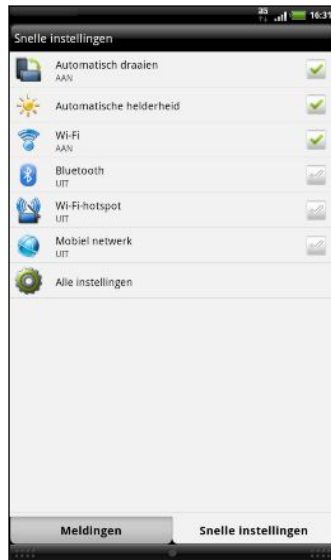 3G 16:31
Snelle instellingen
Automatisch draaien
AAN
Automatische helderheid
Wi-Fi
AAN
Bluetooth
UIT
Wi-Fi-hotspot
UIT
Mobiel netwerk
UIT
Alle instellingen
Meldingen Snelle instellingen